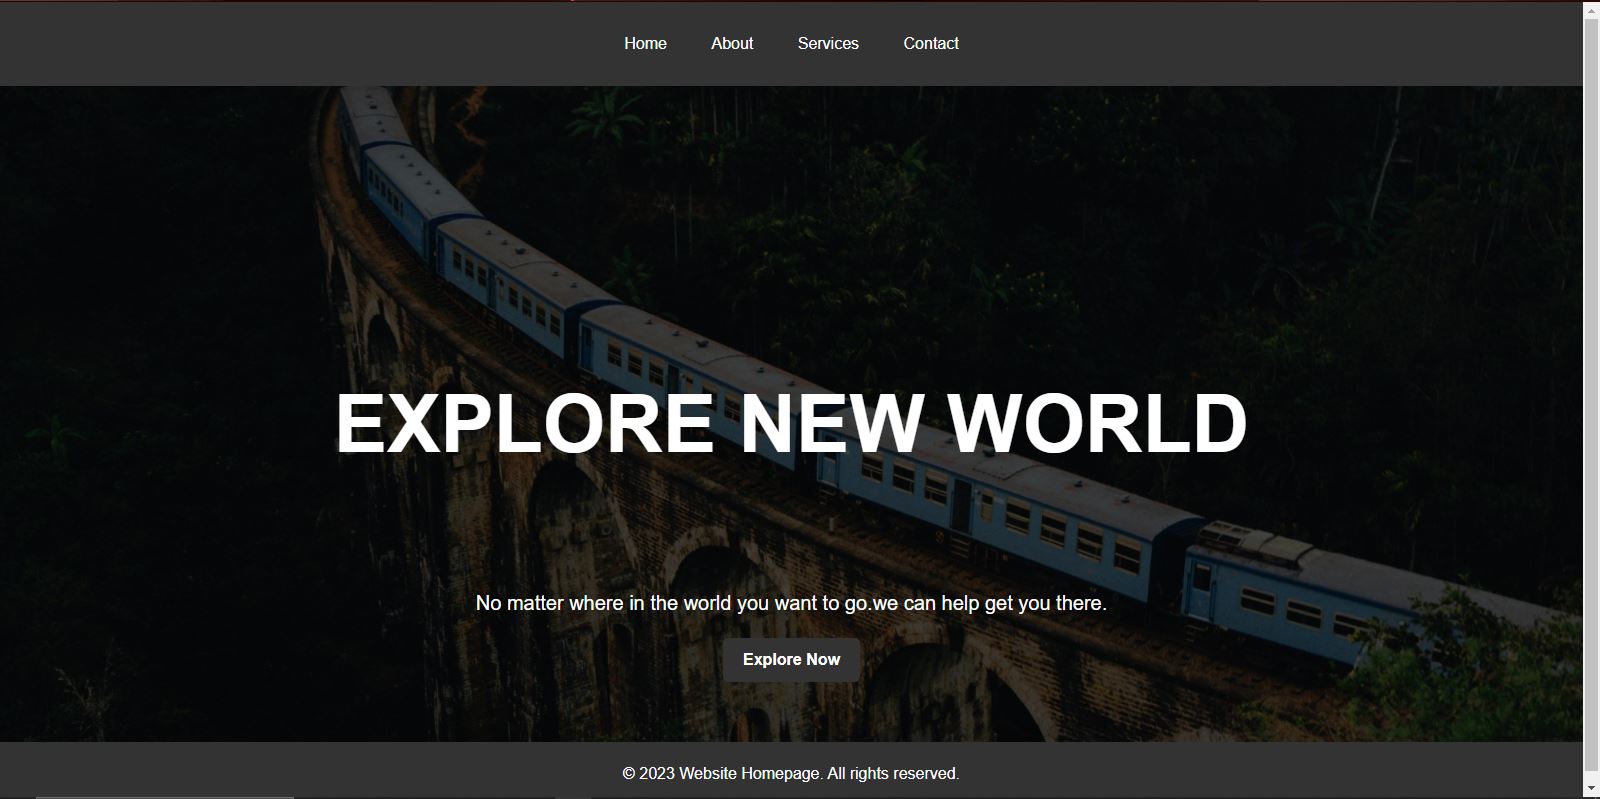 Home About Services Contact
EXPLORE NEW WORLD
No matter where in the world you want to go.we can help get you there.
Explore Now
© 2023 Website Homepage. All rights reserved.